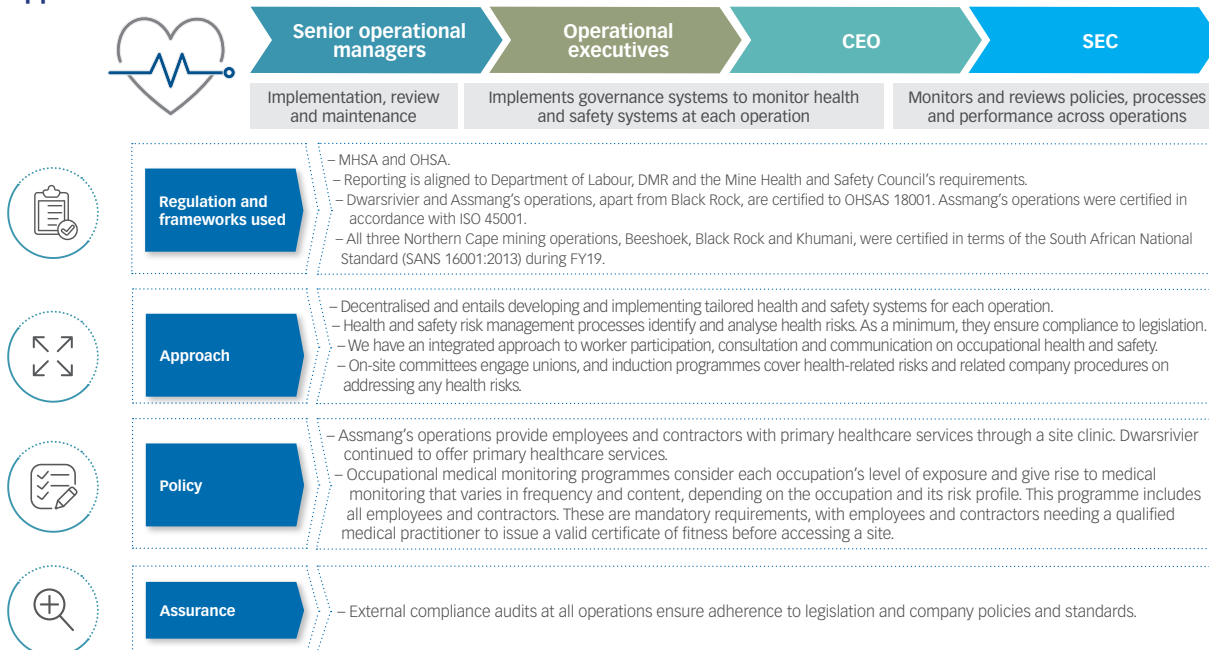 Senior operational
managers
Operational
executives
CEO
SEC
Implementation, review
and maintenance
Implements governance systems to monitor health
and safety systems at each operation
Monitors and reviews policies, processes
and performance across operations
Regulation and
frameworks used
– MHSA and OHSA.
– Reporting is aligned to Department of Labour, DMR and the Mine Health and Safety Council's requirements.
– Dwarsrivier and Assmang's operations, apart from Black Rock, are certified to OHSAS 18001. Assmang's operations were certified in
accordance with ISO 45001.
– All three Northern Cape mining operations, Beeshoek, Black Rock and Khumani, were certified in terms of the South African National
Standard (SANS 16001:2013) during FY19.
Approach
– Decentralised and entails developing and implementing tailored health and safety systems for each operation.
– Health and safety risk management processes identify and analyse health risks. As a minimum, they ensure compliance to legislation.
– We have an integrated approach to worker participation, consultation and communication on occupational health and safety.
– On-site committees engage unions, and induction programmes cover health-related risks and related company procedures on
addressing any health risks.
Policy
– Assmang's operations provide employees and contractors with primary healthcare services through a site clinic. Dwarsrivier
continued to offer primary healthcare services.
– Occupational medical monitoring programmes consider each occupation's level of exposure and give rise to medical
monitoring that varies in frequency and content, depending on the occupation and its risk profile. This programme includes
all employees and contractors. These are mandatory requirements, with employees and contractors needing a qualified
medical practitioner to issue a valid certificate of fitness before accessing a site.
Assurance
– External compliance audits at all operations ensure adherence to legislation and company policies and standards.